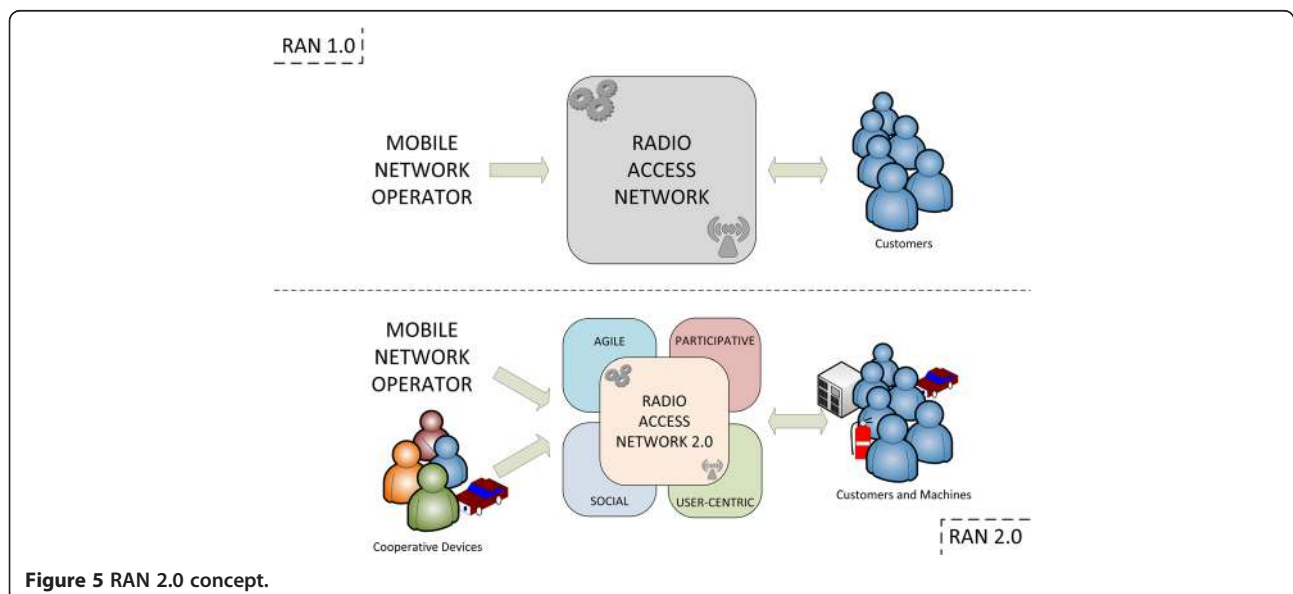 RAN 1.0
MOBILE
NETWORK
OPERATOR
RADIO
ACCESS
NETWORK
Customers
MOBILE
NETWORK
OPERATOR
Cooperative Devices
AGILE
PARTICIPATIVE
RADIO
ACCESS
NETWORK 2.0
SOCIAL
USER-CENTRIC
Customers and Machines
RAN 2.0
Figure 5 RAN 2.0 concept.